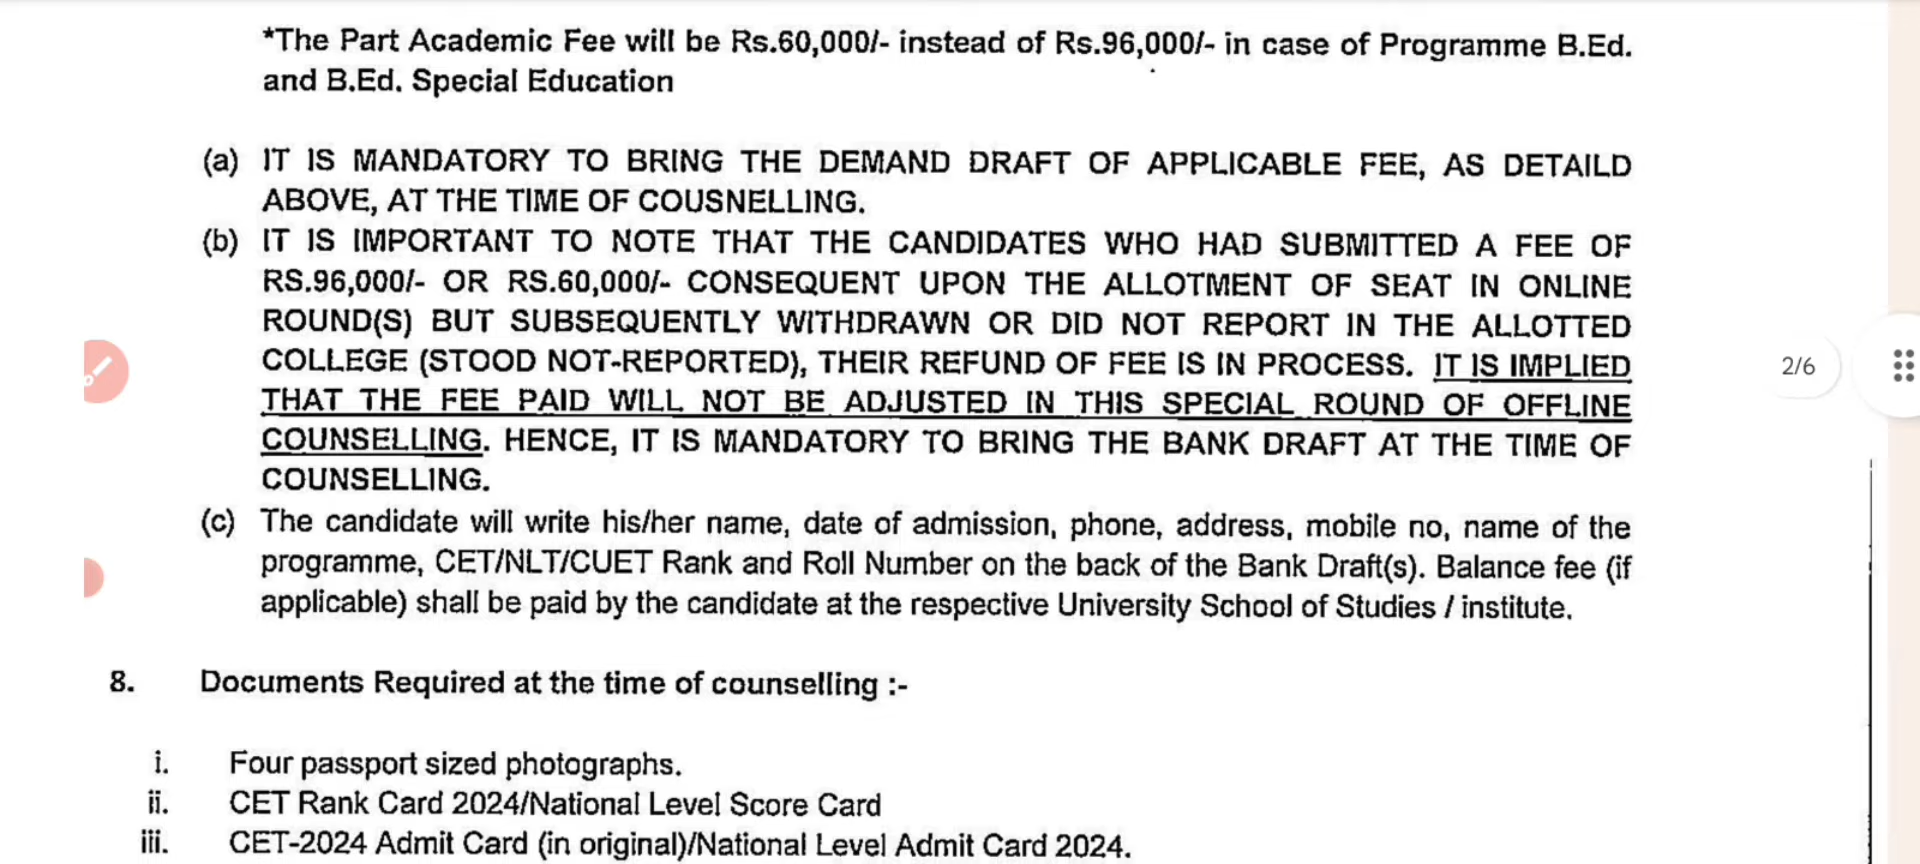 *The Part Academic Fee will be Rs.60,000/- instead of Rs.96,000/- in case of Programme B.Ed.
and B.Ed. Special Education
(a) IT IS MANDATORY TO BRING THE DEMAND DRAFT OF APPLICABLE FEE, AS DETAILD
ABOVE, AT THE TIME OF COUSNELLING.
(b) IT IS IMPORTANT TO NOTE THAT THE CANDIDATES WHO HAD SUBMITTED A FEE OF
RS.96,000/- OR RS.60,000/- CONSEQUENT UPON THE ALLOTMENT OF SEAT IN ONLINE
ROUND(S) BUT SUBSEQUENTLY WITHDRAWN OR DID NOT REPORT IN THE ALLOTTED
COLLEGE (STOOD NOT-REPORTED), THEIR REFUND OF FEE IS IN PROCESS. IT IS IMPLIED
THAT THE FEE PAID WILL NOT BE ADJUSTED IN THIS SPECIAL ROUND OF OFFLINE
COUNSELLING. HENCE, IT IS MANDATORY TO BRING THE BANK DRAFT AT THE TIME OF
COUNSELLING.
(c) The candidate will write his/her name, date of admission, phone, address, mobile no, name of the
programme, CET/NLT/CUET Rank and Roll Number on the back of the Bank Draft(s). Balance fee (if
applicable) shall be paid by the candidate at the respective University School of Studies / institute.
2/6
8. Documents Required at the time of counselling :-
i. Four passport sized photographs.
ii. CET Rank Card 2024/National Level Score Card
iii. CET-2024 Admit Card (in original)/National Level Admit Card 2024.